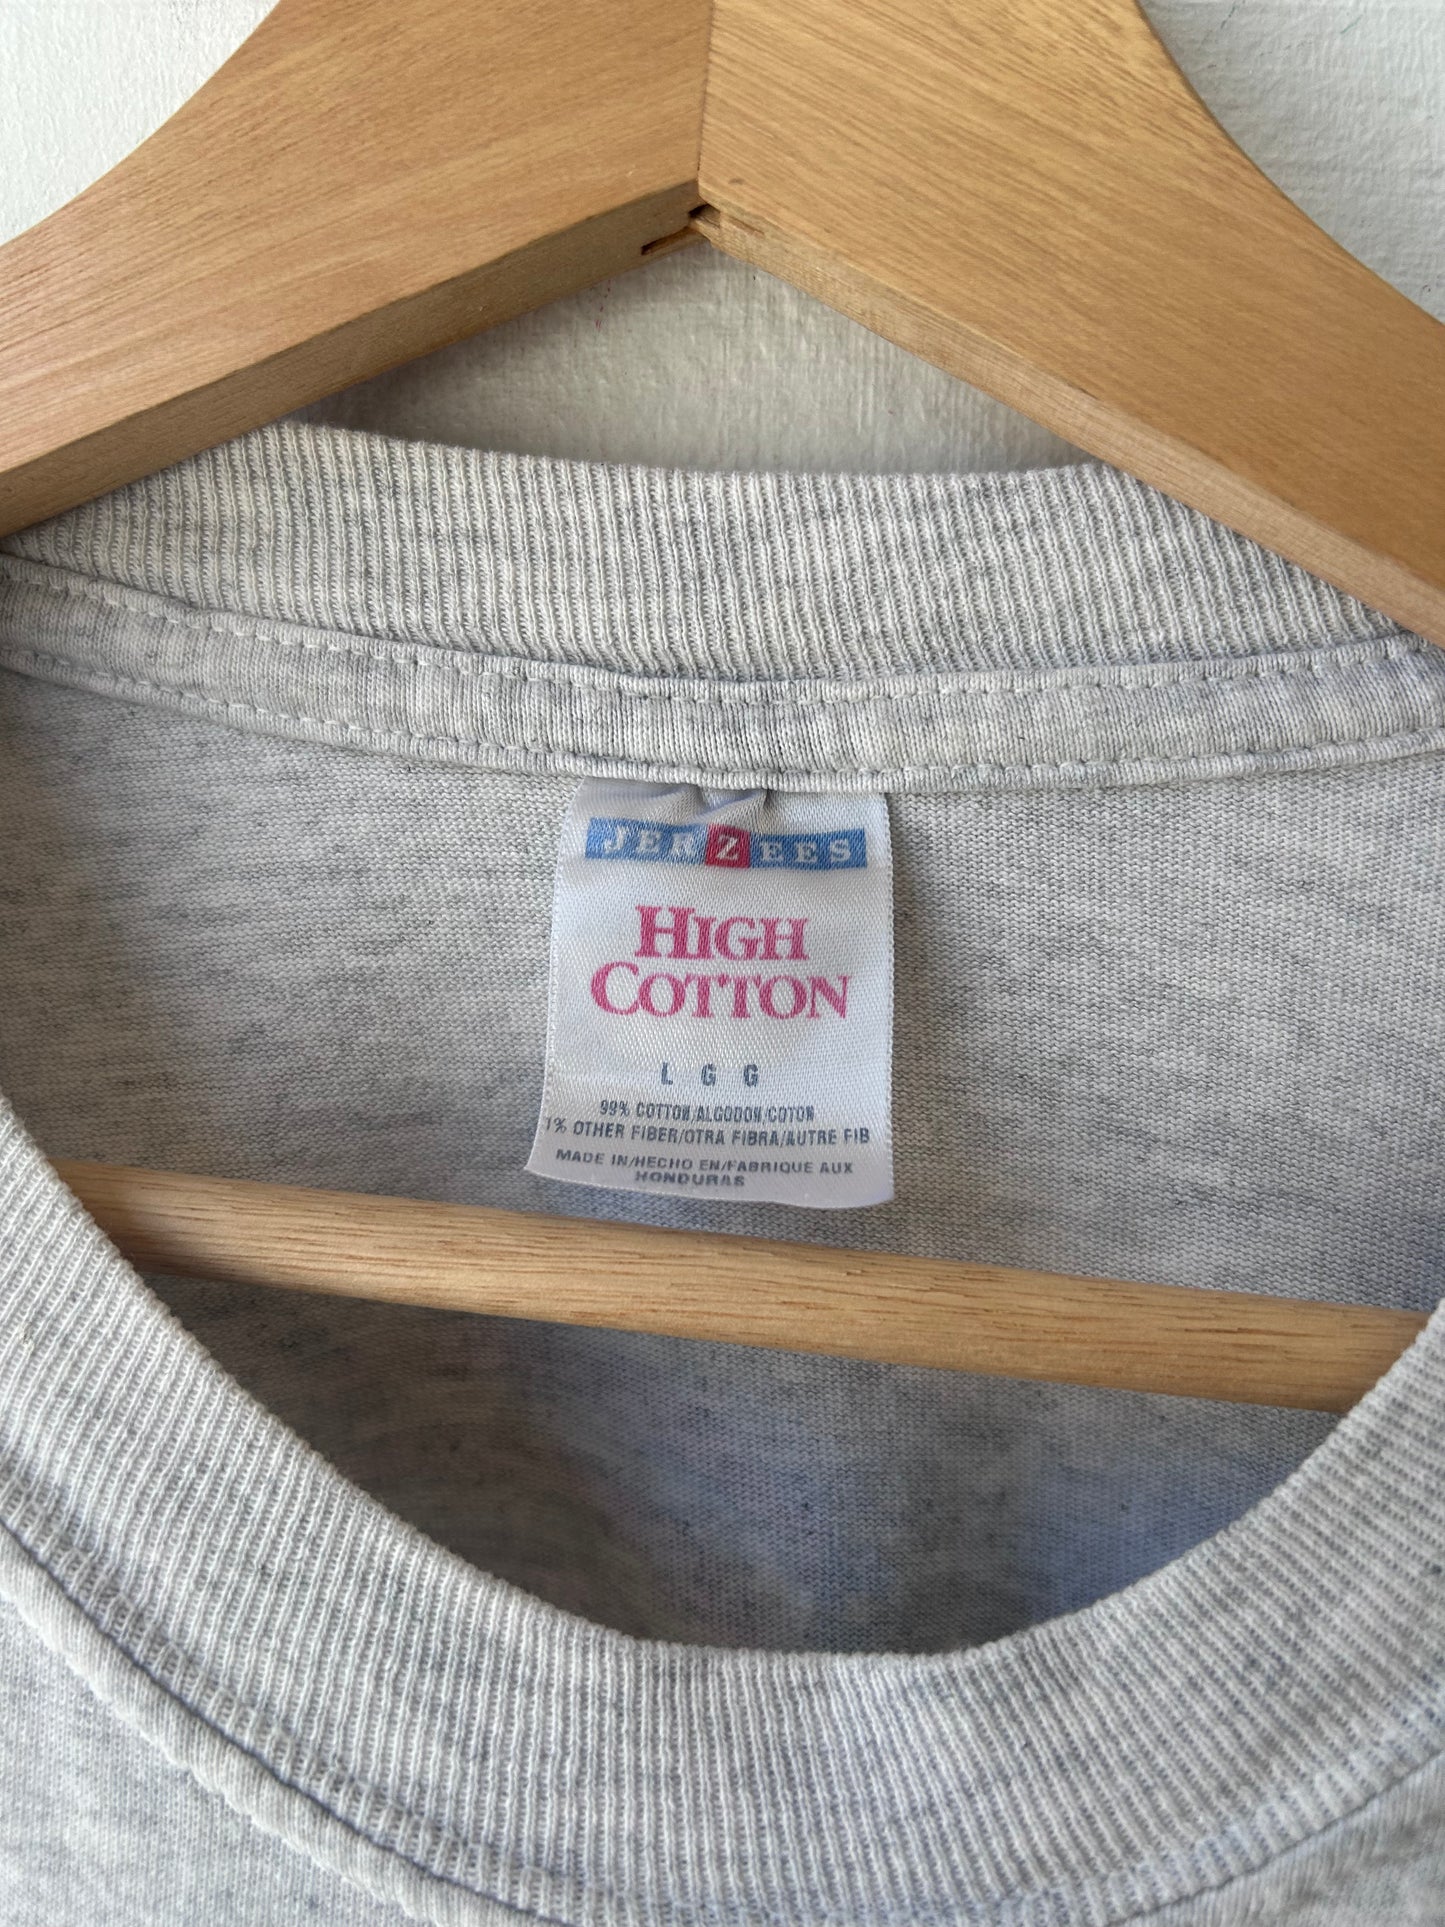 JERZEES
HIGH
COTTON
L G G
99% COTTON/ALGODON/COTON
1% OTHER FIBER/OTRA FIBRA/AUTRE FIB
MADE IN/HECHO EN/FABRIQUE AUX
HONDURAS